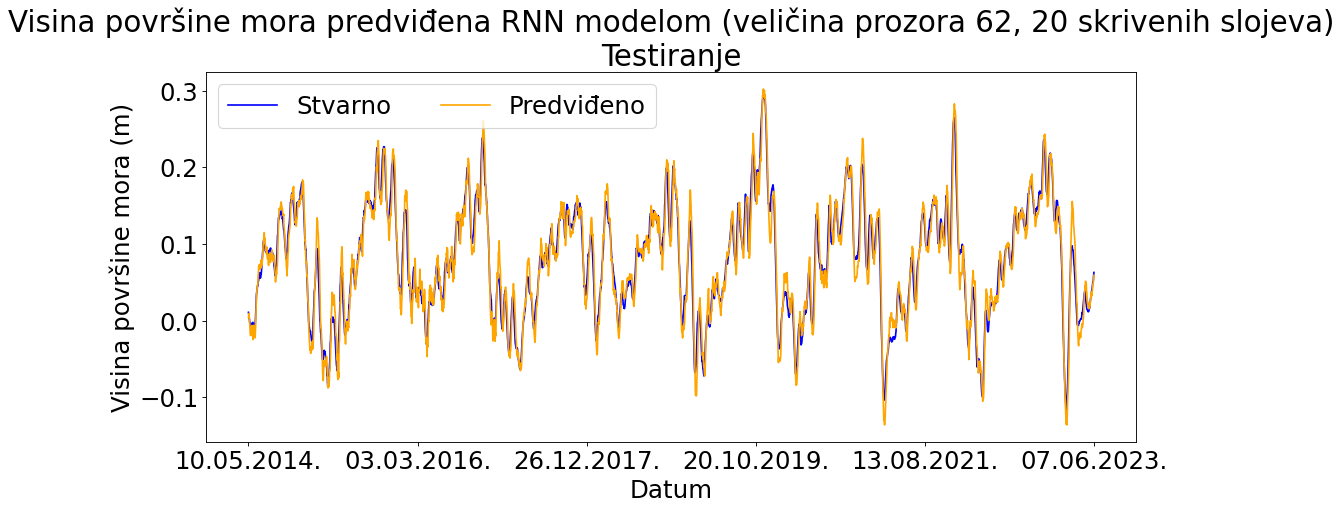 Visina površine mora predviđena RNN modelom (veličina prozora 62, 20 skrivenih slojeva)
Testiranje
Stvarno
Predviđeno
Visina površine mora (m)
0.3
0.2
0.1
0.0
−0.1
10.05.2014. 03.03.2016. 26.12.2017. 20.10.2019. 13.08.2021. 07.06.2023.
Datum